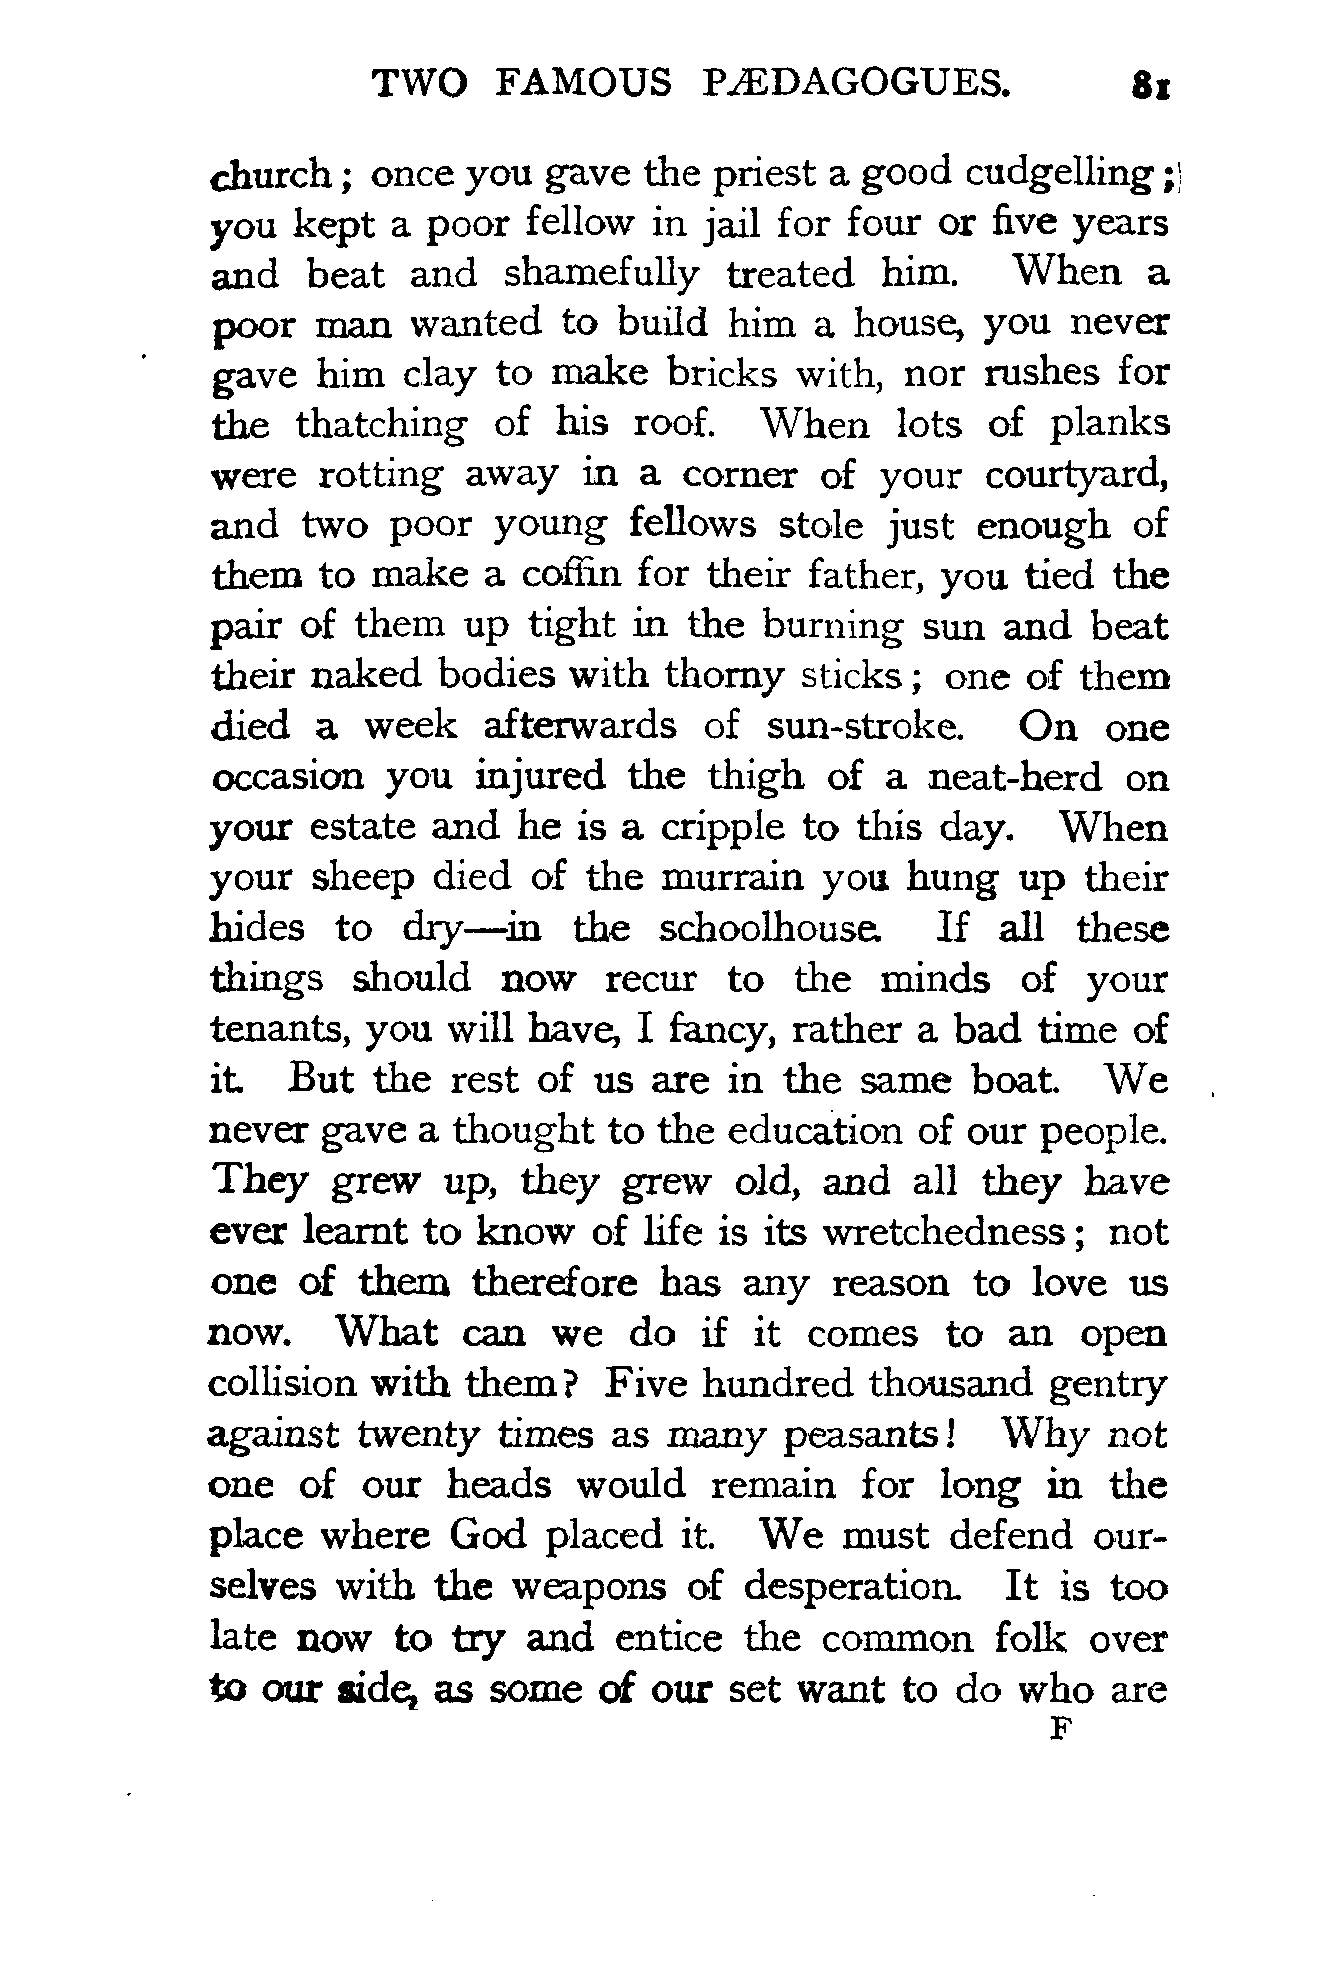 TWO FAMOUS PÆDAGOGUES. 81
church; once you gave the priest a good cudgelling;
you kept a poor fellow in jail for four or five years
and beat and shamefully treated him. When a
poor man wanted to build him a house, you never
gave him clay to make bricks with, nor rushes for
the thatching of his roof. When lots of planks
were rotting away in a corner of your courtyard,
and two poor young fellows stole just enough of
them to make a coffin for their father, you tied the
pair of them up tight in the burning sun and beat
their naked bodies with thorny sticks; one of them
died a week afterwards of sun-stroke. On one
occasion you injured the thigh of a neat-herd on
your estate and he is a cripple to this day. When
your sheep died of the murrain you hung up their
hides to dry—in the schoolhouse. If all these
things should now recur to the minds of your
tenants, you will have, I fancy, rather a bad time of
it. But the rest of us are in the same boat. We
never gave a thought to the education of our people.
They grew up, they grew old, and all they have
ever learnt to know of life is its wretchedness; not
one of them therefore has any reason to love us
now. What can we do if it comes to an open
collision with them? Five hundred thousand gentry
against twenty times as many peasants! Why not
one of our heads would remain for long in the
place where God placed it. We must defend our-
selves with the weapons of desperation. It is too
late now to try and entice the common folk over
to our side, as some of our set want to do who are
F